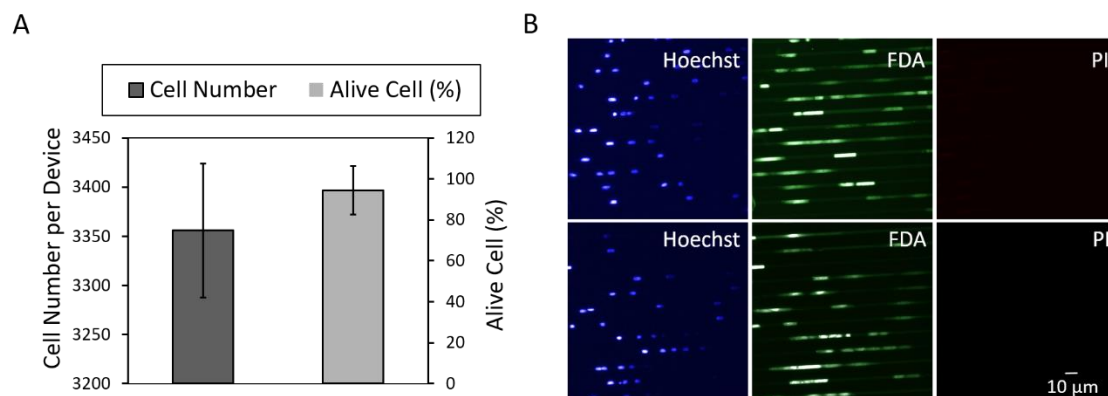 A
Cell Number
Alive Cell (%)
Cell Number per Device
3450
3400
3350
3300
3250
3200
120
100
80
60
40
20
0
Alive Cell (%)
B
Hoechst
FDA
PI
Hoechst
FDA
PI
10 µm